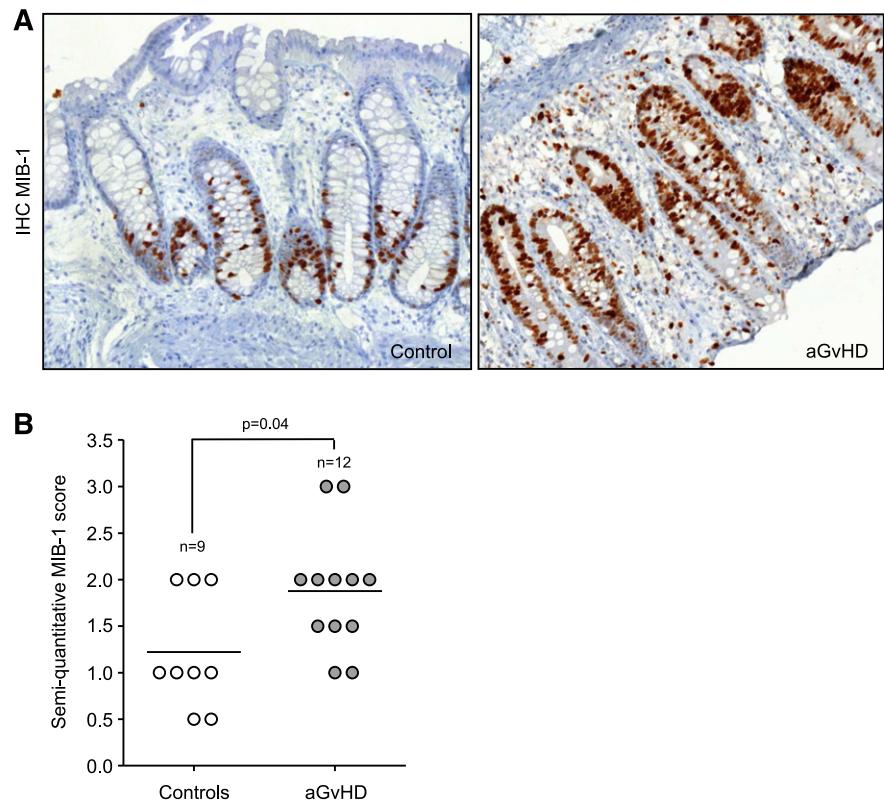 A
IHC MIB-1
Control
aGvHD
B
Semi-quantitative MIB-1 score
3.5
3.0
2.5
2.0
1.5
1.0
0.5
0.0
p=0.04
n=9
n=12
Controls
aGvHD